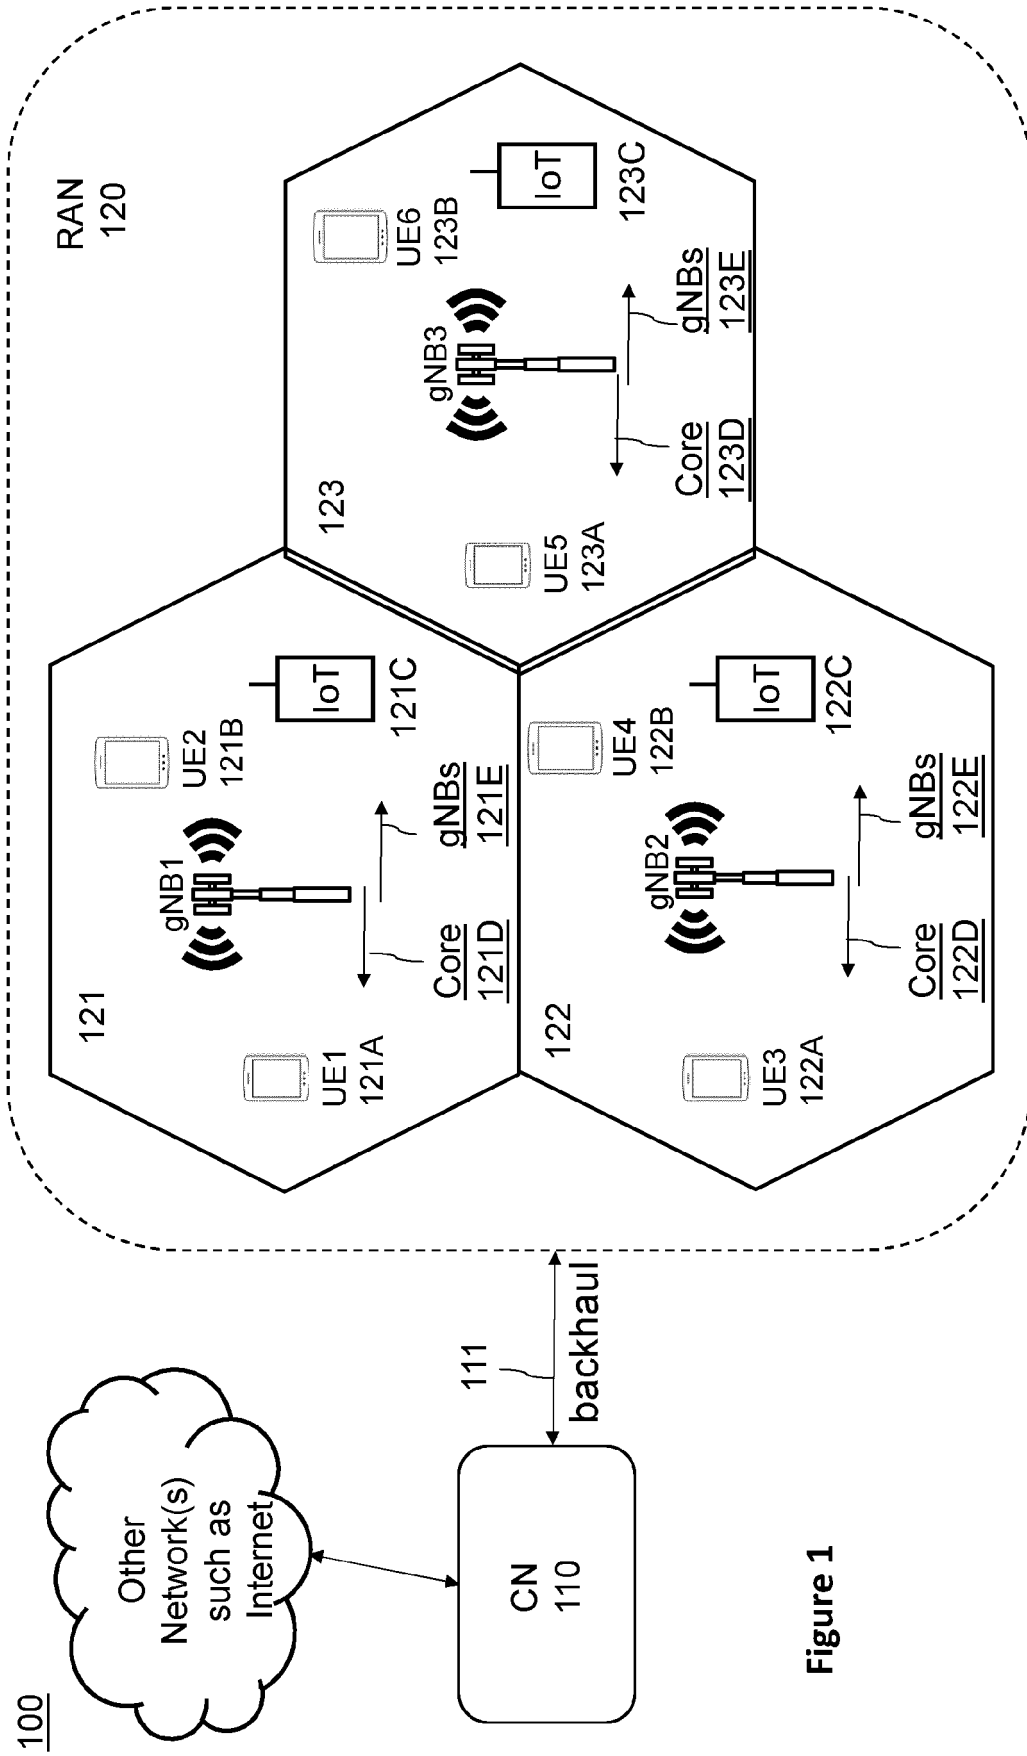 100
Other
Network(s)
such as
Internet
CN
110
111
backhaul
RAN
120
121
gNB1
UE1
121A
UE2
121B
IoT
121C
Core
121D
gNBs
121E
122
gNB2
UE3
122A
UE4
122B
IoT
122C
Core
122D
gNBs
122E
123
gNB3
UE5
123A
UE6
123B
IoT
123C
Core
123D
gNBs
123E
Figure 1